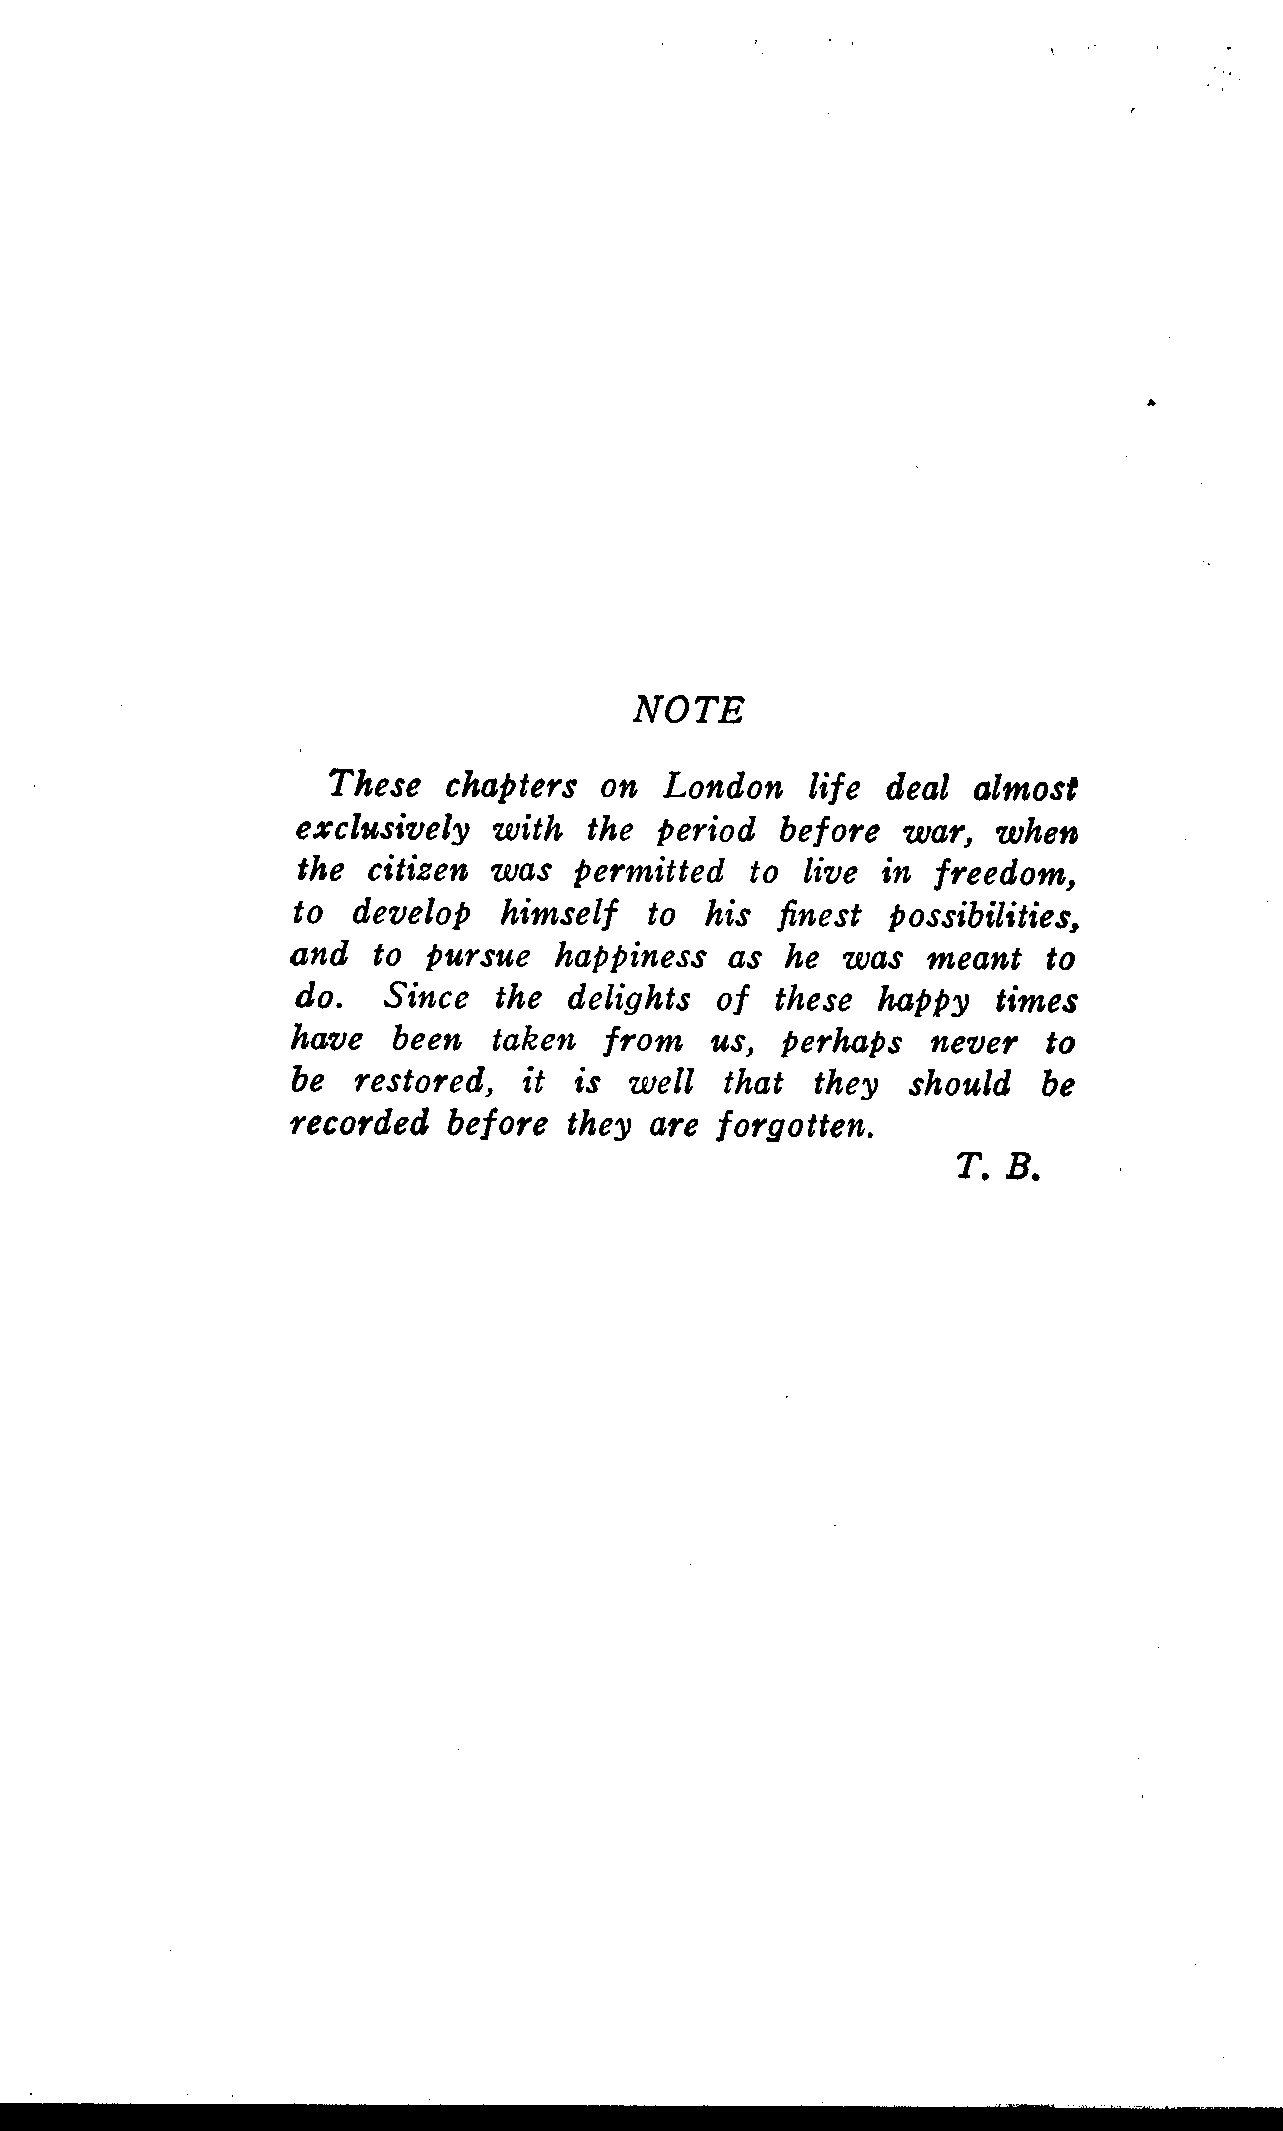 NOTE
These chapters on London life deal almost
exclusively with the period before war, when
the citizen was permitted to live in freedom,
to develop himself to his finest possibilities,
and to pursue happiness as he was meant to
do. Since the delights of these happy times
have been taken from us, perhaps never to
be restored, it is well that they should be
recorded before they are forgotten.
T. B.